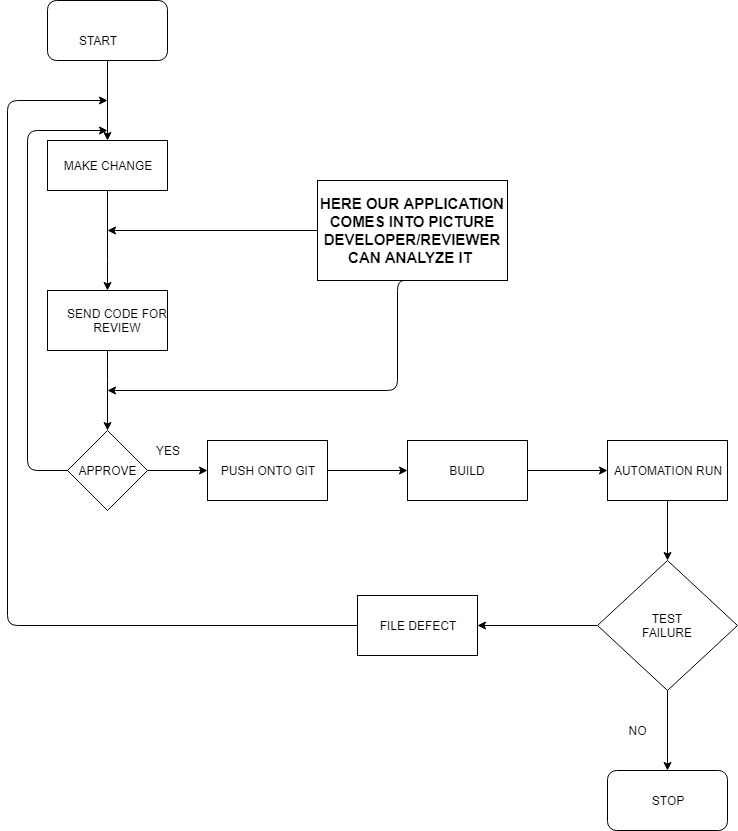 START
MAKE CHANGE
HERE OUR APPLICATION
COMES INTO PICTURE
DEVELOPER/REVIEWER
CAN ANALYZE IT
SEND CODE FOR
REVIEW
APPROVE
YES
PUSH ONTO GIT
BUILD
AUTOMATION RUN
TEST
FAILURE
FILE DEFECT
NO
STOP